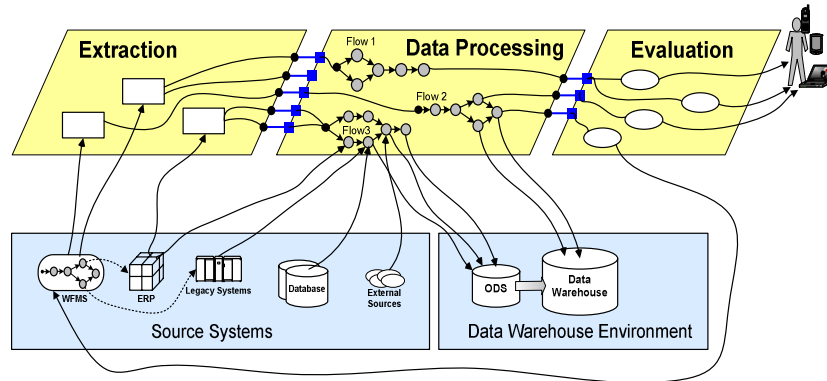 Extraction
Data Processing
Evaluation
Flow 1
Flow 2
Flow3
WFMS
ERP
Legacy Systems
Database
External
Sources
ODS
Data
Warehouse
Source Systems
Data Warehouse Environment